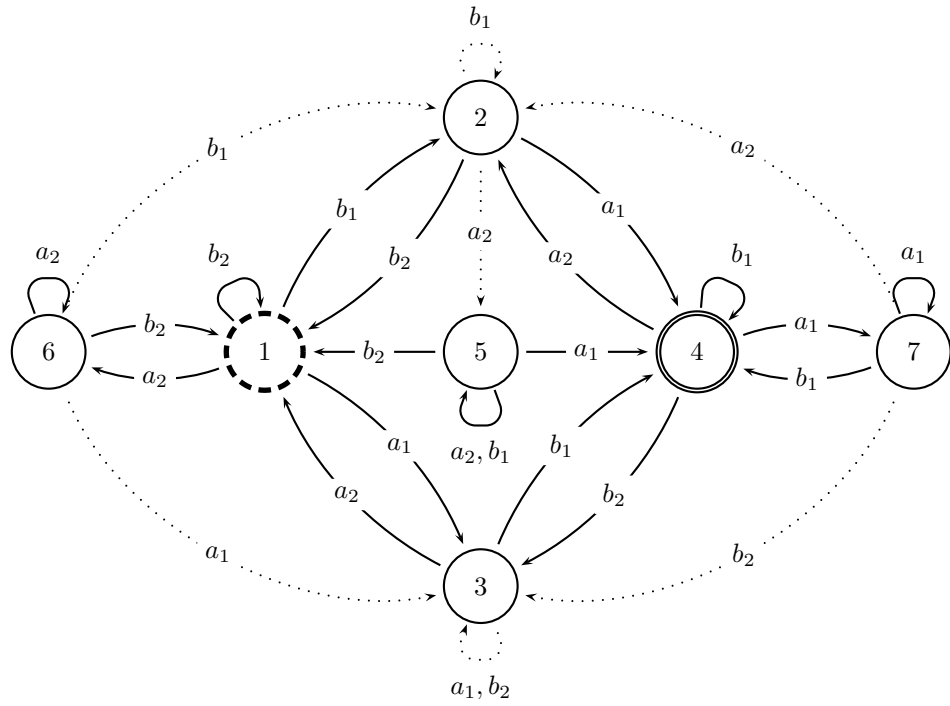 b₁
2
b₁
a₂
b₁
a₁
a₂
a₂
b₂
a₂
b₂
b₁
a₁
6
b₂
1
b₂
5
a₁
4
a₁
7
a₂
b₁
a₂, b₁
a₁
b₁
a₂
b₂
a₁
b₂
3
a₁, b₂